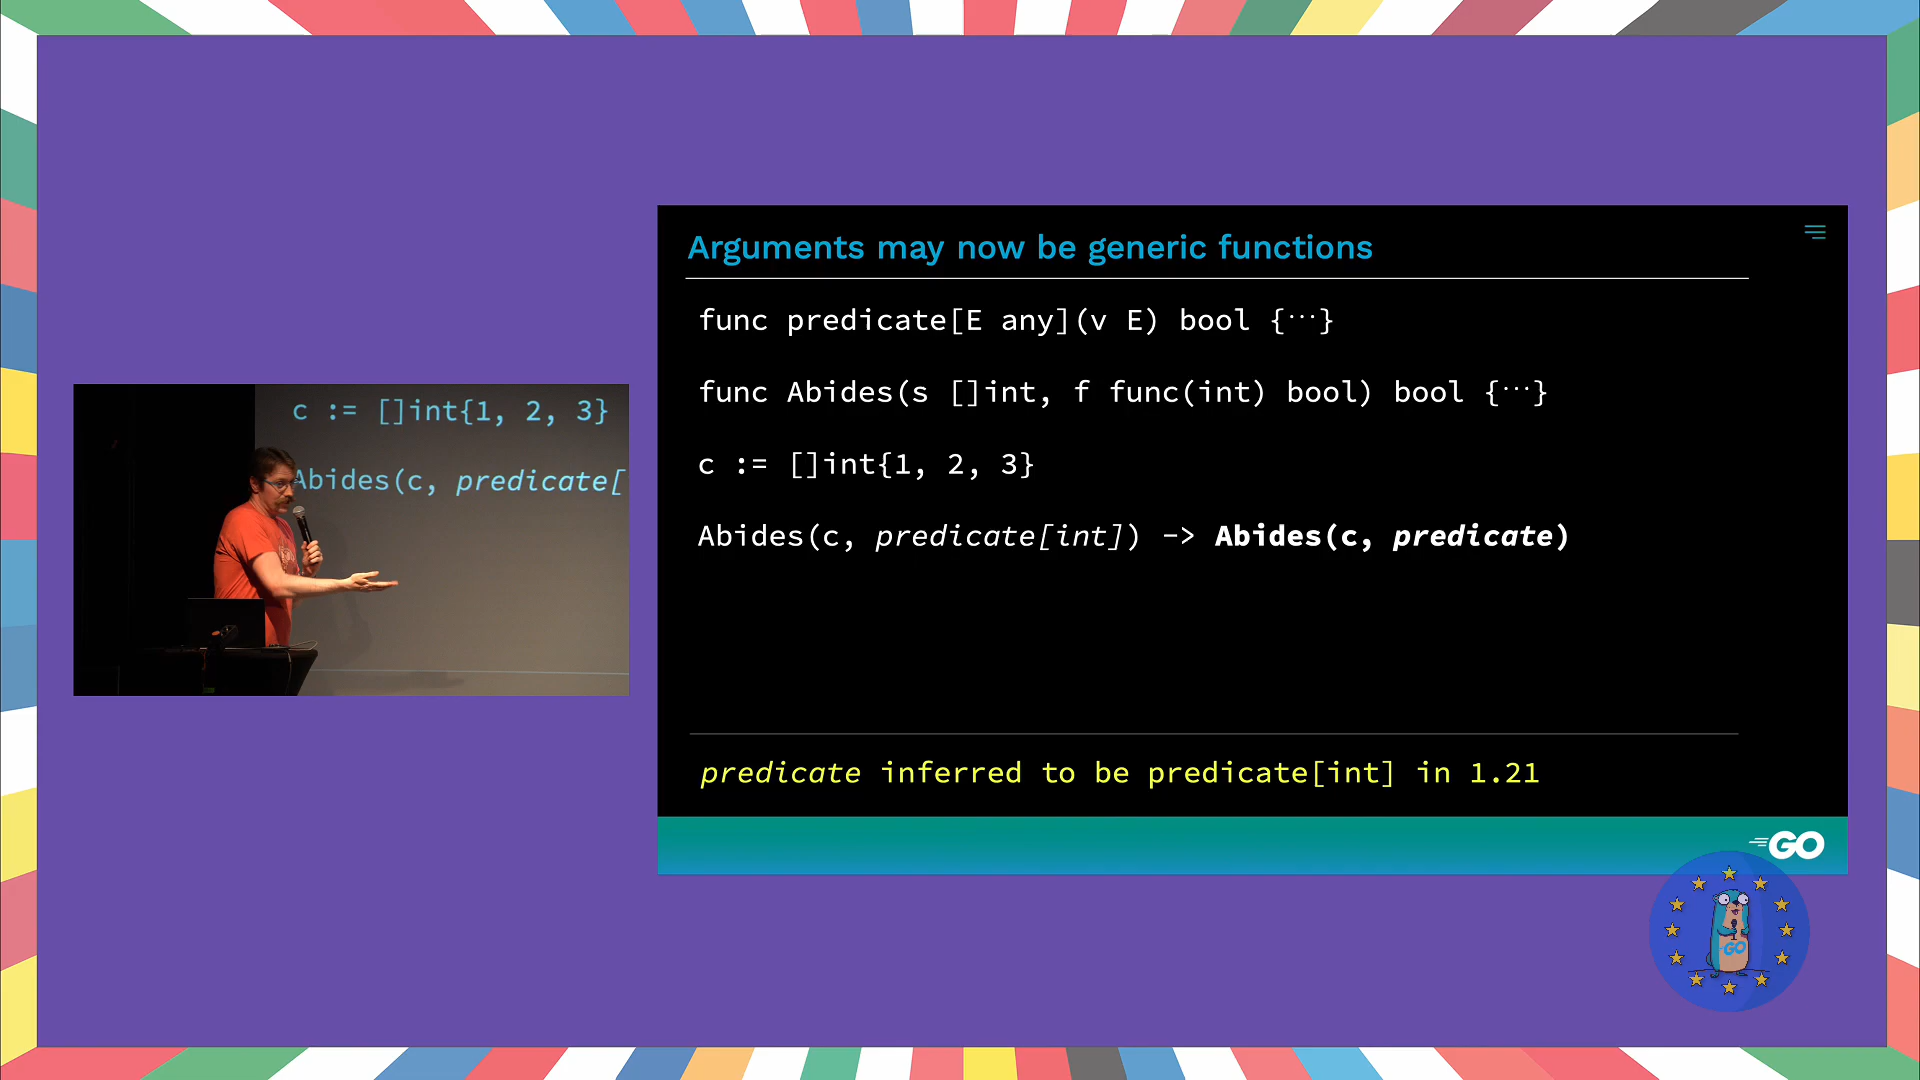 c := []int{1, 2, 3}
Abides(c, predicate[
Arguments may now be generic functions
func predicate[E any](v E) bool {⋯}
func Abides(s []int, f func(int) bool) bool {⋯}
c := []int{1, 2, 3}
Abides(c, predicate[int]) -> Abides(c, predicate)
predicate inferred to be predicate[int] in 1.21
GO
GO